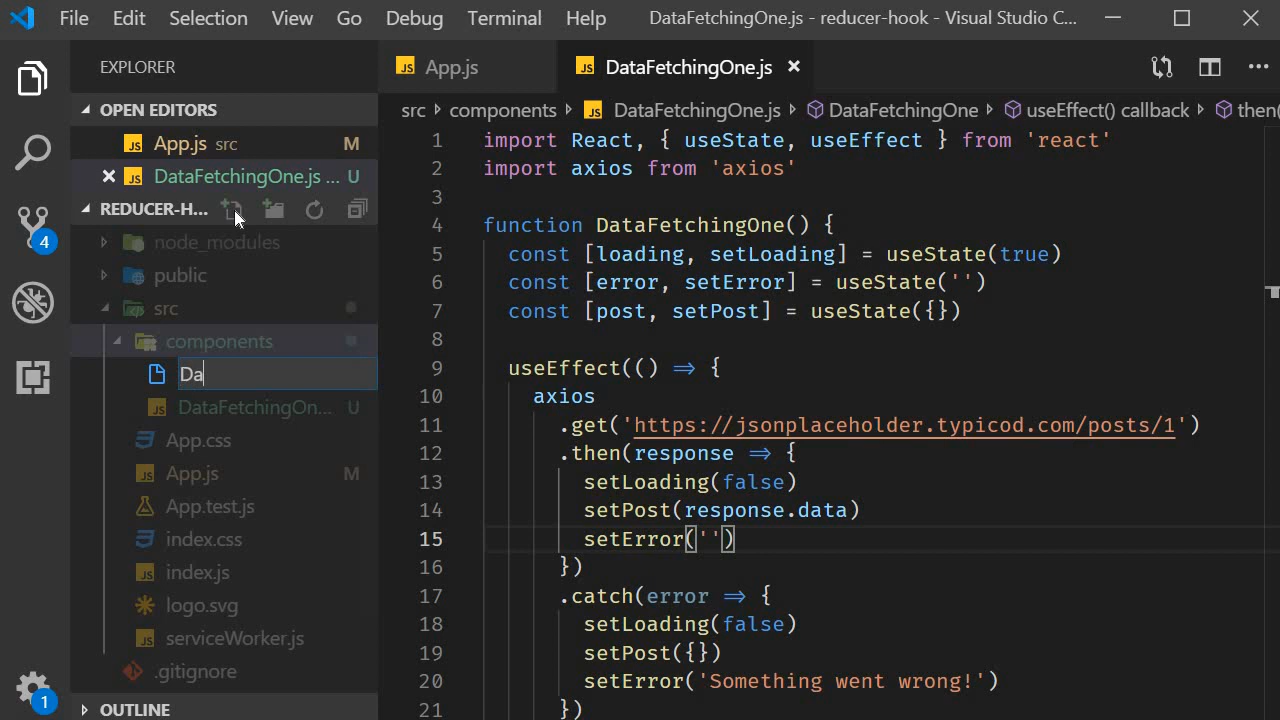 File Edit Selection View Go Debug Terminal Help DataFetchingOne.js - reducer-hook - Visual Studio C...
EXPLORER
OPEN EDITORS
App.js src M
DataFetchingOne.js ... U
REDUCER-H...
node_modules
public
src
components
Da
DataFetchingOn... U
App.css
App.js M
App.test.js
index.css
index.js
logo.svg
serviceWorker.js
.gitignore
OUTLINE
4
1
App.js DataFetchingOne.js
src components DataFetchingOne.js DataFetchingOne useEffect() callback then(
1 import React, { useState, useEffect } from 'react'
2 import axios from 'axios'
3
4 function DataFetchingOne() {
5 const [loading, setLoading] = useState(true)
6 const [error, setError] = useState('')
7 const [post, setPost] = useState({})
8
9 useEffect(() => {
10 axios
11 .get('https://jsonplaceholder.typicod.com/posts/1')
12 .then(response => {
13 setLoading(false)
14 setPost(response.data)
15 setError('')
16 })
17 .catch(error => {
18 setLoading(false)
19 setPost({})
20 setError('Something went wrong!')
21 })